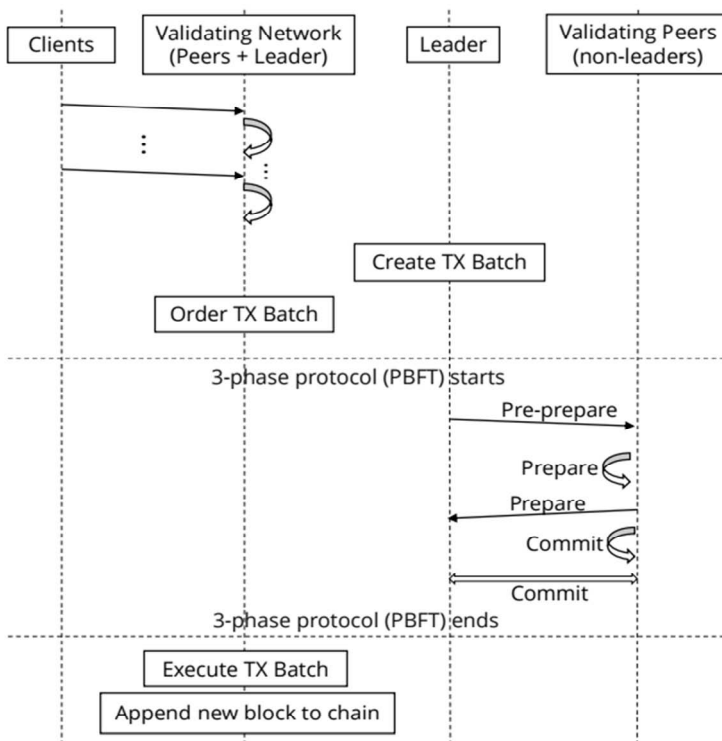 Clients
Validating Network
(Peers + Leader)
Leader
Validating Peers
(non-leaders)
...
...
Create TX Batch
Order TX Batch
3-phase protocol (PBFT) starts
Pre-prepare
Prepare
Prepare
Commit
Commit
3-phase protocol (PBFT) ends
Execute TX Batch
Append new block to chain